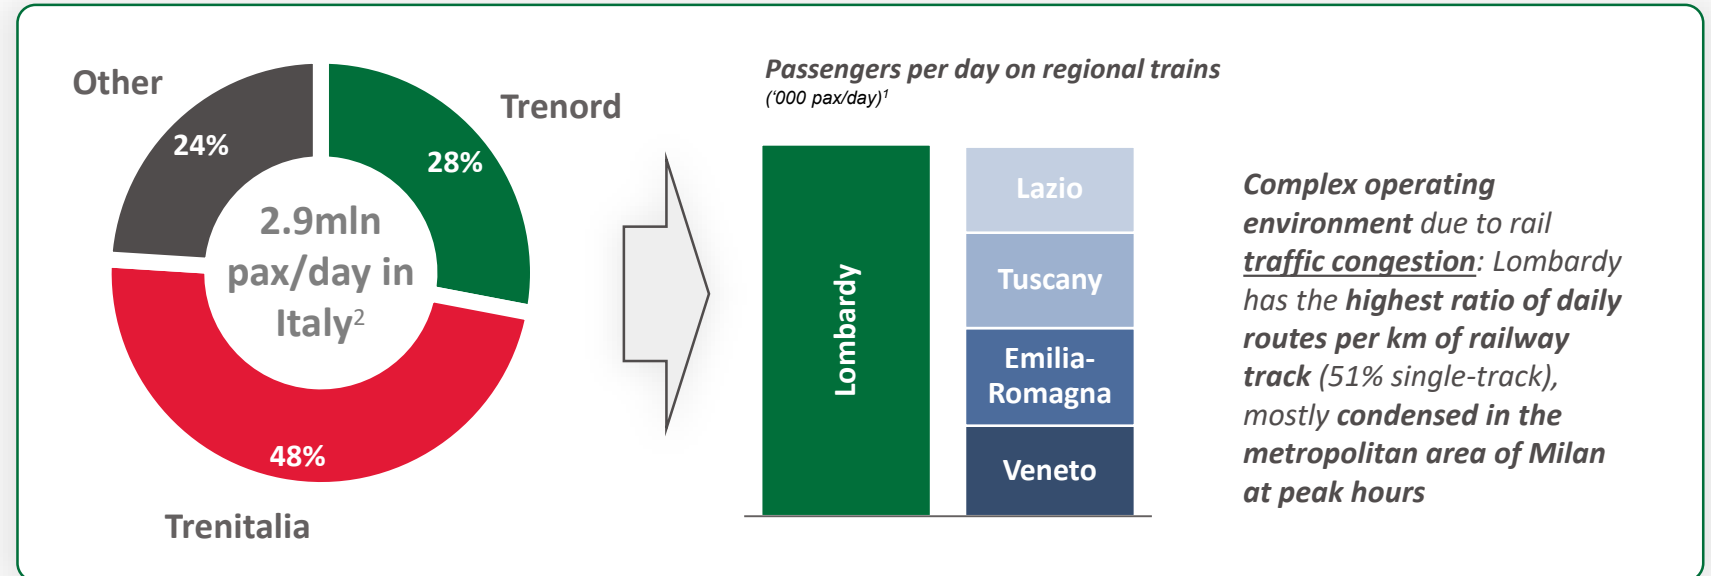 Other
24%
Trenord
28%
2.9mln
pax/day in
Italy2
48%
Trenitalia
Passengers per day on regional trains
(‘000 pax/day)1
Lombardy
Lazio
Tuscany
Emilia-
Romagna
Veneto
Complex operating
environment due to rail
traffic congestion: Lombardy
has the highest ratio of daily
routes per km of railway
track (51% single-track),
mostly condensed in the
metropolitan area of Milan
at peak hours